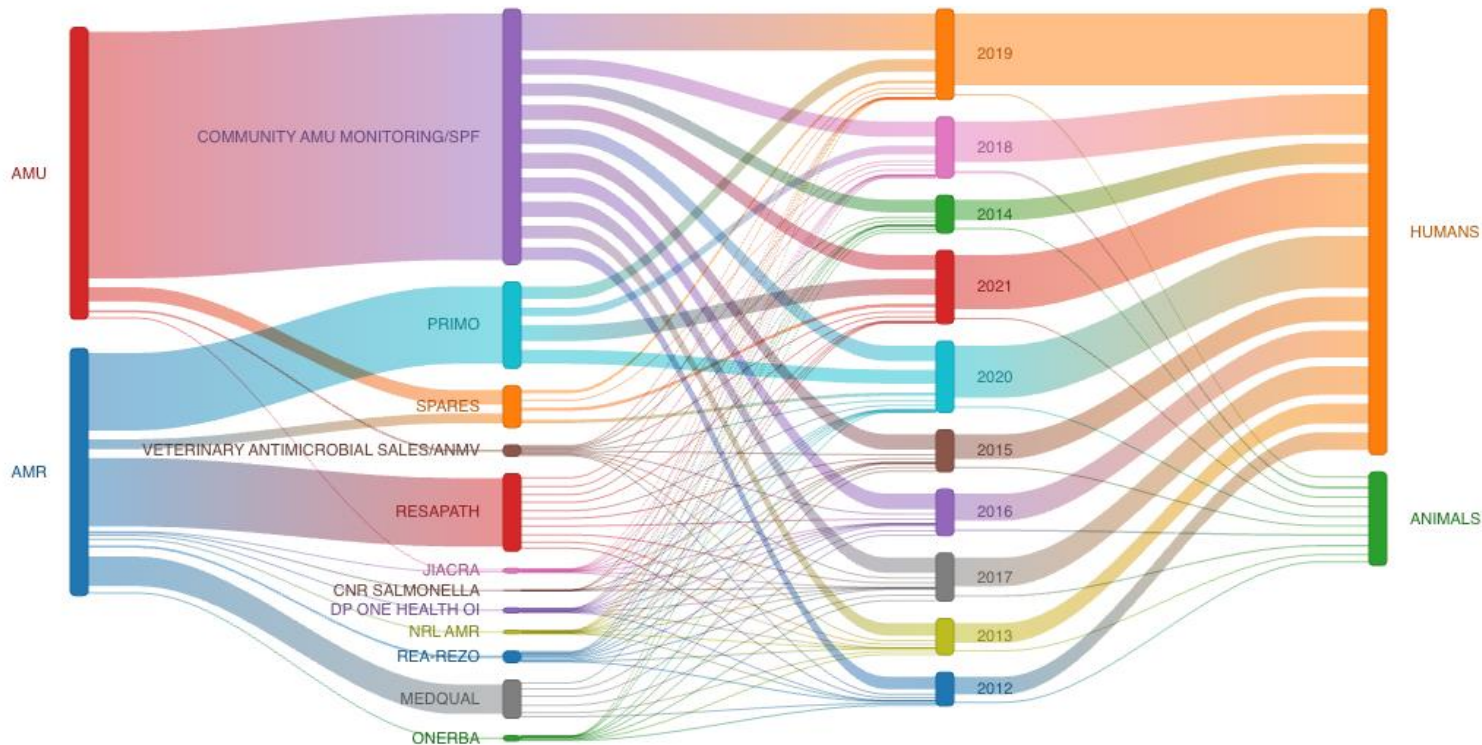 AMU
AMR
COMMUNITY AMU MONITORING/SPF
PRIMO
SPARES
VETERINARY ANTIMICROBIAL SALES/ANMV
RESAPATH
JIACRA
CNR SALMONELLA
DP ONE HEALTH OI
NRL AMR
REA-REZO
MEDQUAL
ONERBA
2019
2018
2014
2021
2020
2015
2016
2017
2013
2012
HUMANS
ANIMALS